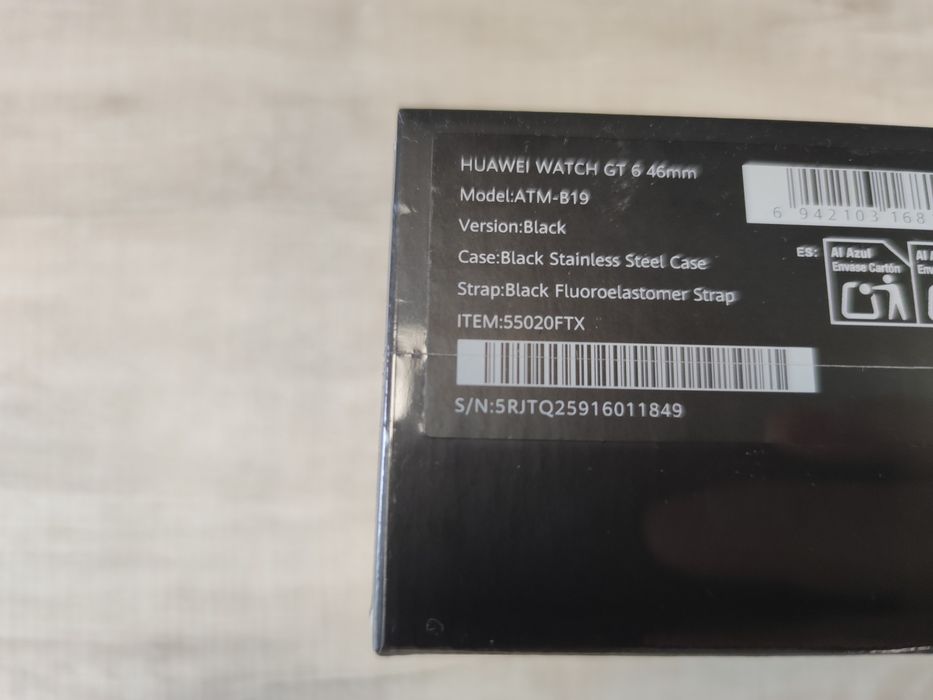 HUAWEI WATCH GT 6 46mm
Model:ATM-B19
Version:Black
Case:Black Stainless Steel Case
Strap:Black Fluoroelastomer Strap
ITEM:55020FTX
S/N:5RJTQ25916011849
6 942103 168
ES:
Al Azul
Envase Cartón